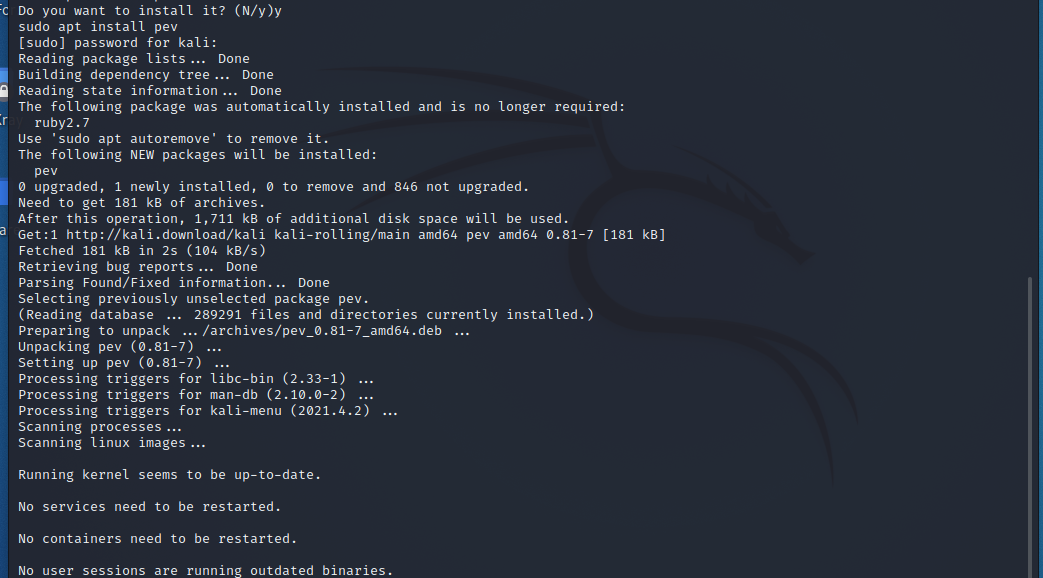 Do you want to install it? (N/y)y
sudo apt install pev
[sudo] password for kali:
Reading package lists... Done
Building dependency tree... Done
Reading state information... Done
The following package was automatically installed and is no longer required:
  ruby2.7
Use 'sudo apt autoremove' to remove it.
The following NEW packages will be installed:
  pev
0 upgraded, 1 newly installed, 0 to remove and 846 not upgraded.
Need to get 181 kB of archives.
After this operation, 1,711 kB of additional disk space will be used.
Get:1 http://kali.download/kali kali-rolling/main amd64 pev amd64 0.81-7 [181 kB]
Fetched 181 kB in 2s (104 kB/s)
Retrieving bug reports... Done
Parsing Found/Fixed information... Done
Selecting previously unselected package pev.
(Reading database ... 289291 files and directories currently installed.)
Preparing to unpack .../archives/pev_0.81-7_amd64.deb ...
Unpacking pev (0.81-7) ...
Setting up pev (0.81-7) ...
Processing triggers for libc-bin (2.33-1) ...
Processing triggers for man-db (2.10.0-2) ...
Processing triggers for kali-menu (2021.4.2) ...
Scanning processes...
Scanning linux images...
Running kernel seems to be up-to-date.
No services need to be restarted.
No containers need to be restarted.
No user sessions are running outdated binaries.